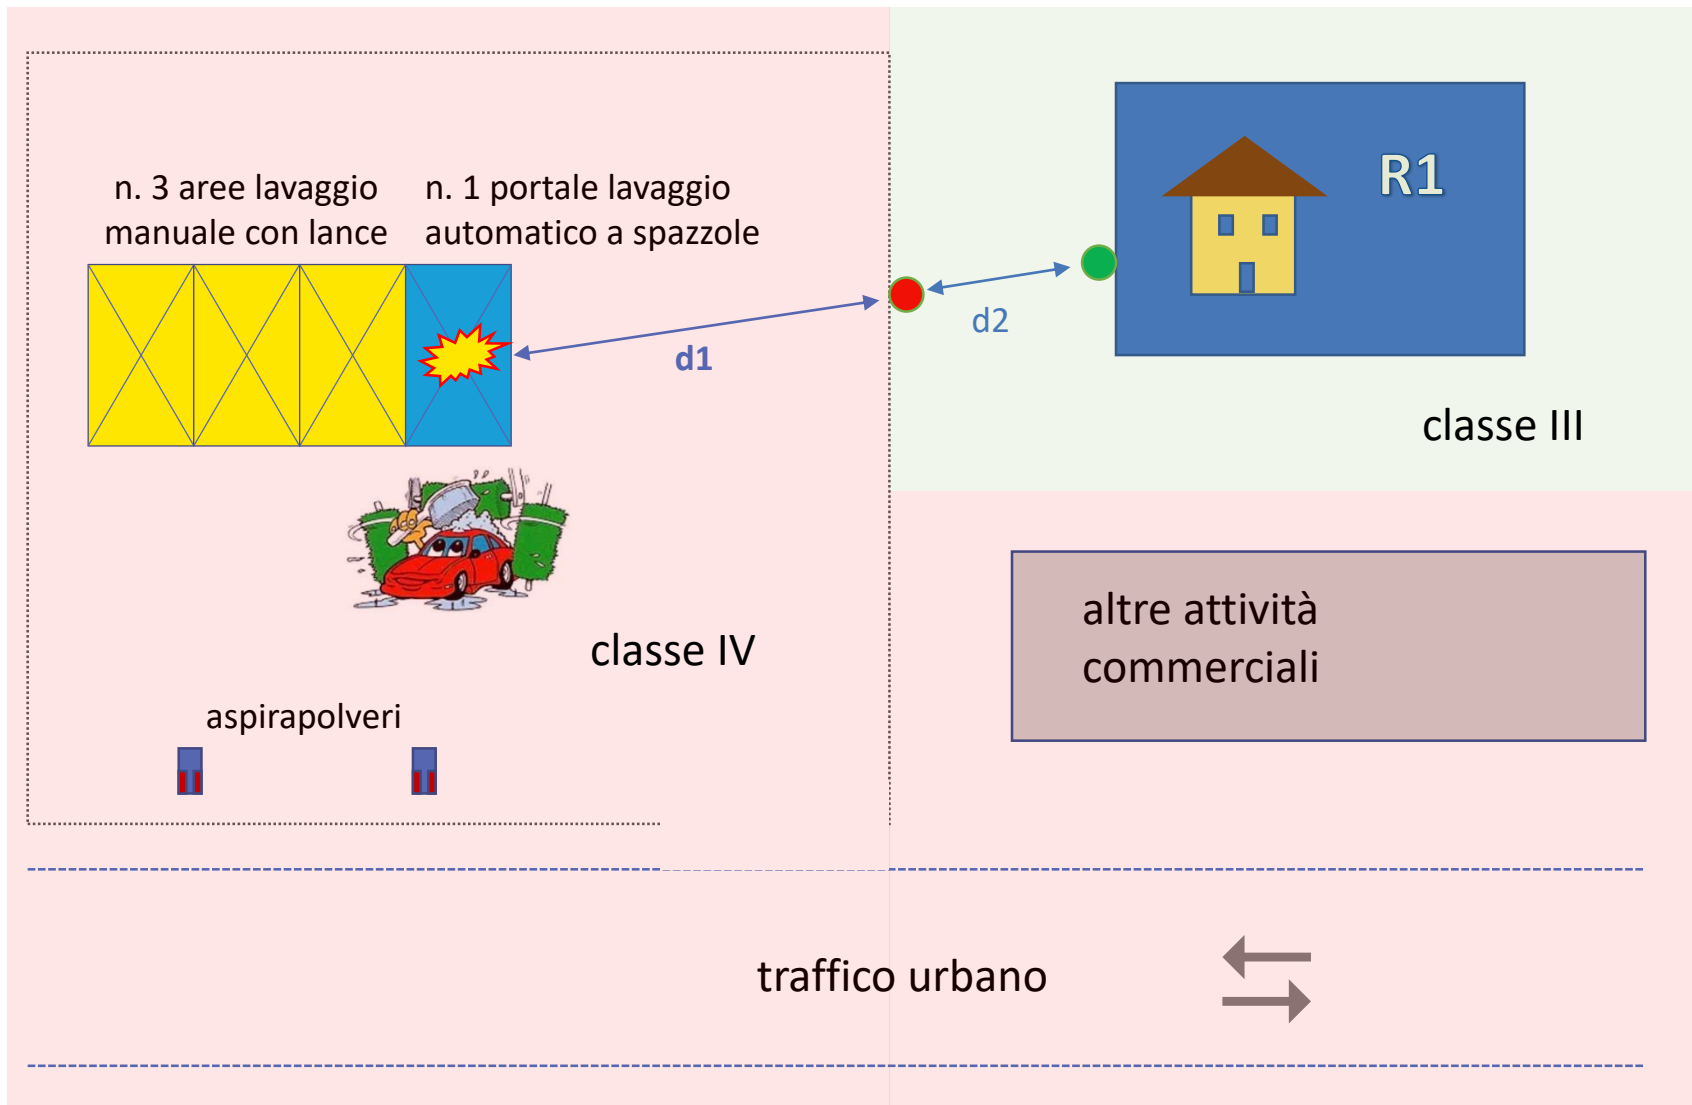 n. 3 aree lavaggio
manuale con lance
n. 1 portale lavaggio
automatico a spazzole
R1
d1
d2
classe III
altre attività
commerciali
classe IV
aspirapolveri
traffico urbano